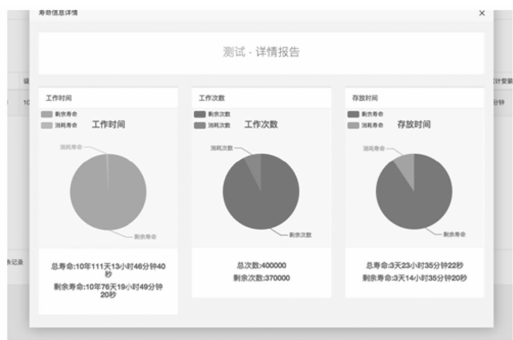 寿命信息详情
×
测试 - 详情报告
工作时间
剩余寿命
消耗寿命
工作时间
消耗寿命
剩余寿命
总寿命:10年111天13小时46分钟40
秒
剩余寿命:10年76天19小时49分钟
20秒
工作次数
剩余次数
消耗次数
工作次数
消耗次数
剩余次数
总次数:400000
剩余次数:370000
存放时间
剩余寿命
消耗寿命
存放时间
消耗寿命
剩余寿命
总寿命:3天23小时35分钟22秒
剩余寿命:3天14小时35分钟20秒
分钟
条记录